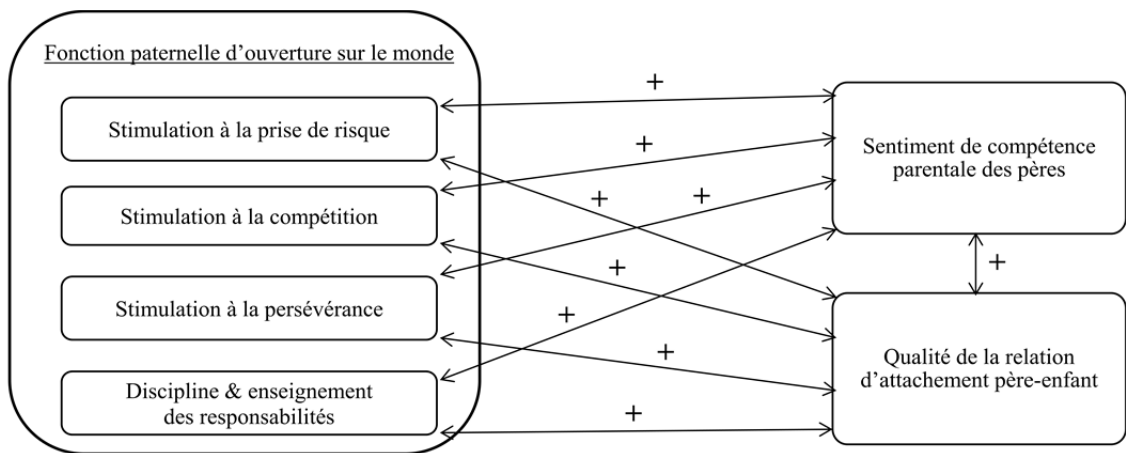 Fonction paternelle d’ouverture sur le monde
Stimulation à la prise de risque
Stimulation à la compétition
Stimulation à la persévérance
Discipline & enseignement
des responsabilités
+
+
+
+
+
+
+
+
Sentiment de compétence
parentale des pères
+
Qualité de la relation
d’attachement père-enfant